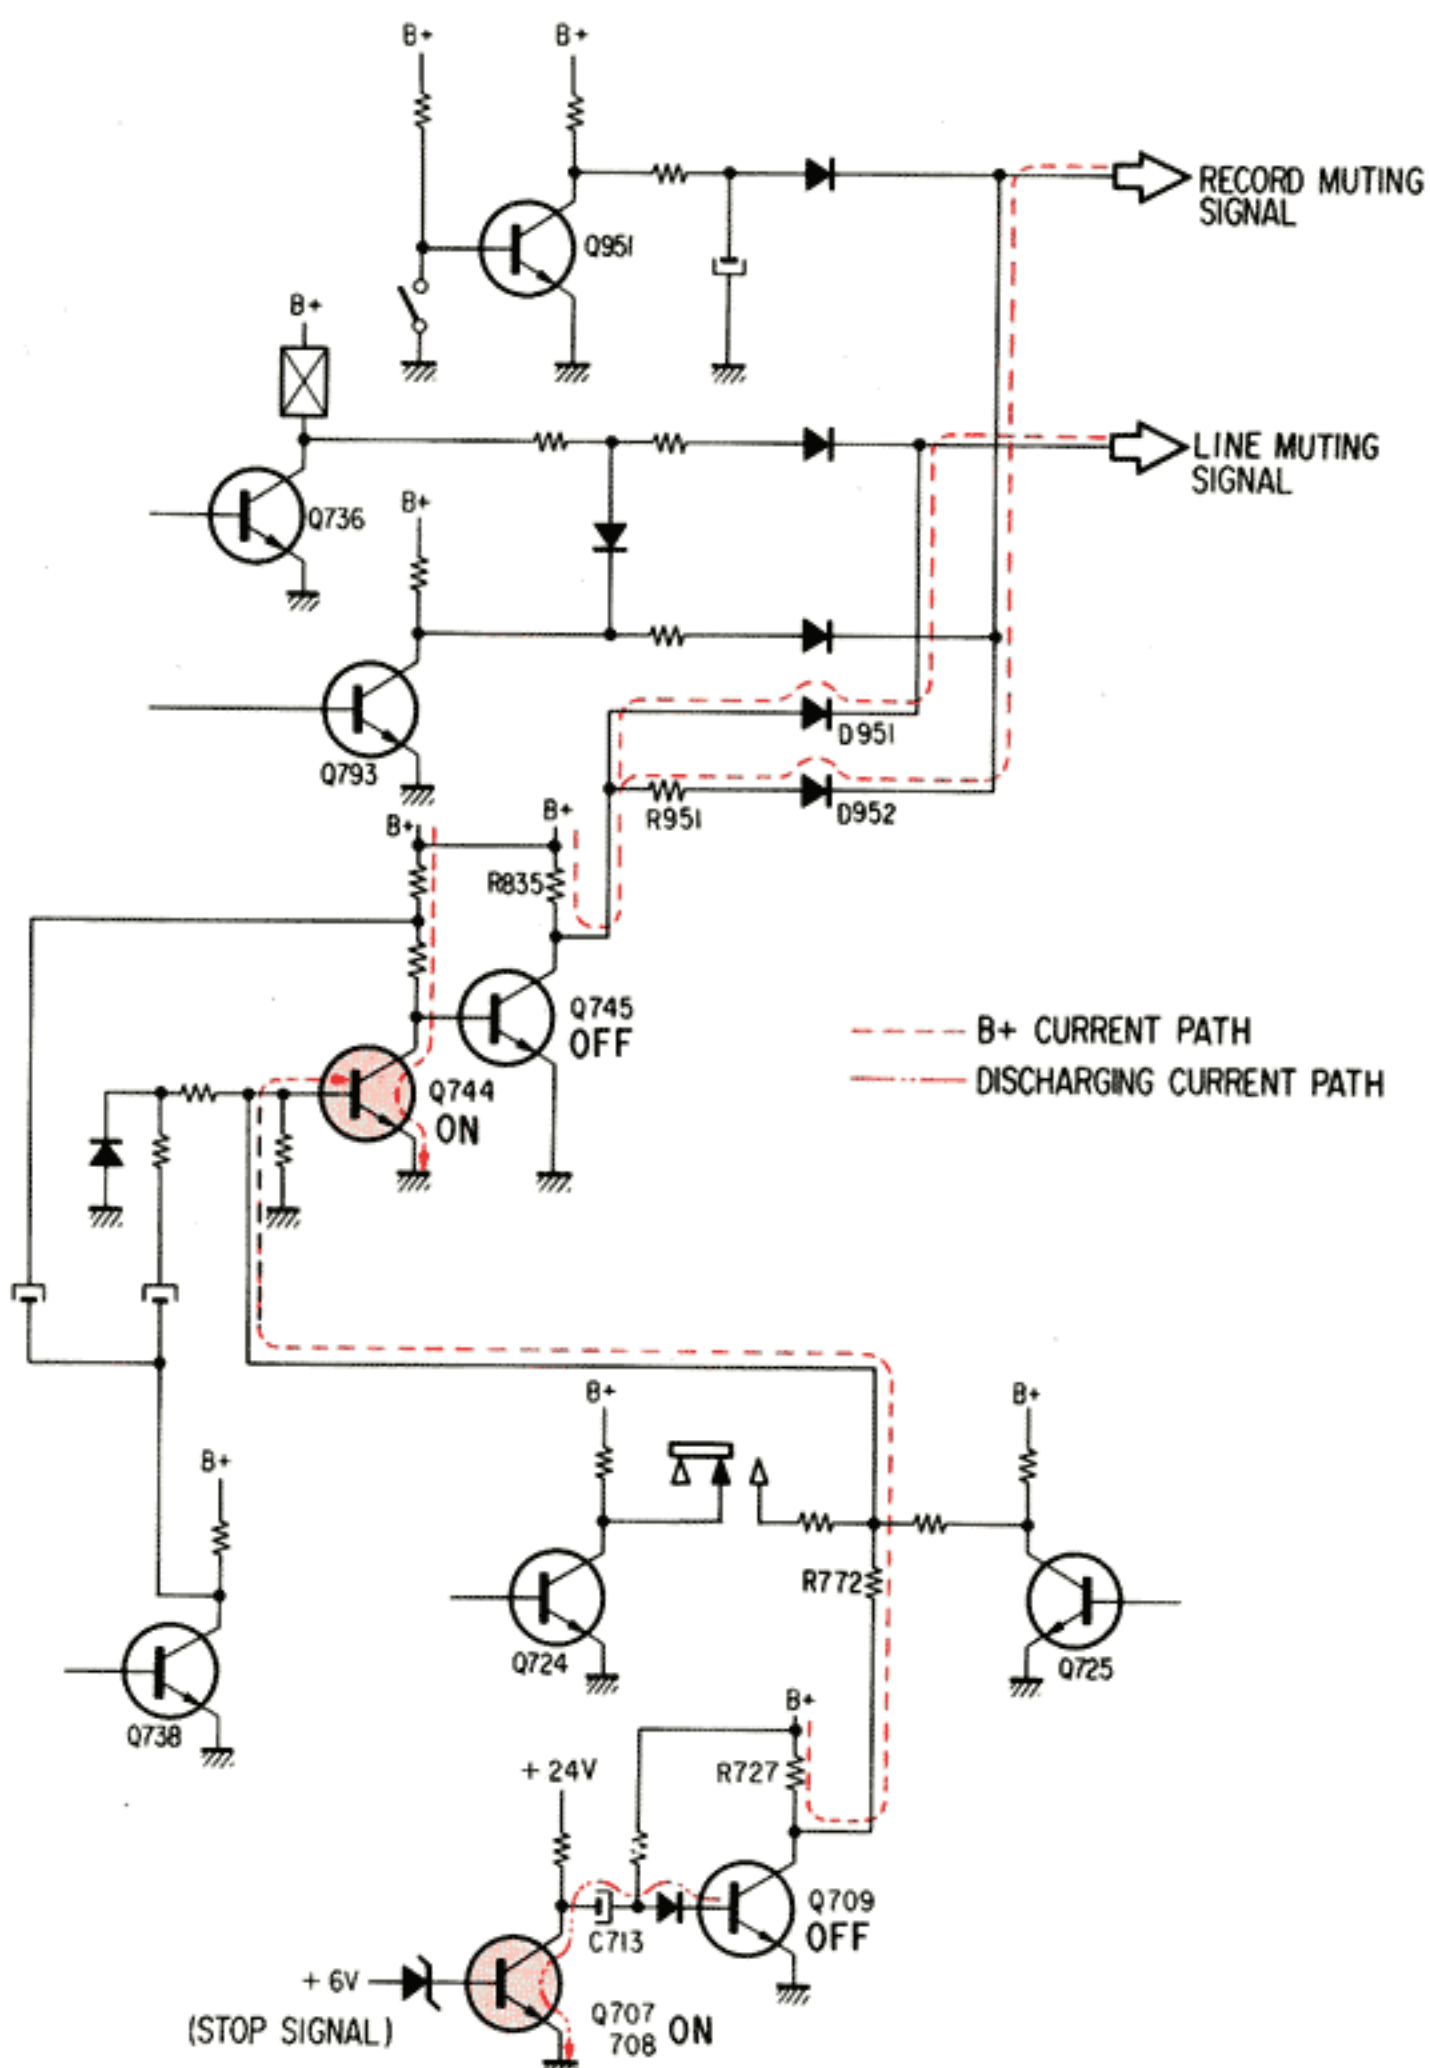 B+
B+
RECORD MUTING
SIGNAL
Q951
B+
LINE MUTING
SIGNAL
Q736
B+
D951
Q793
R951
D952
B+
B+
R835
Q745
OFF
B+ CURRENT PATH
DISCHARGING CURRENT PATH
Q744
ON
B+
B+
B+
R772
Q724
Q725
Q738
B+
+24V
R727
Q709
OFF
C713
+6V
(STOP SIGNAL)
Q707
708
ON